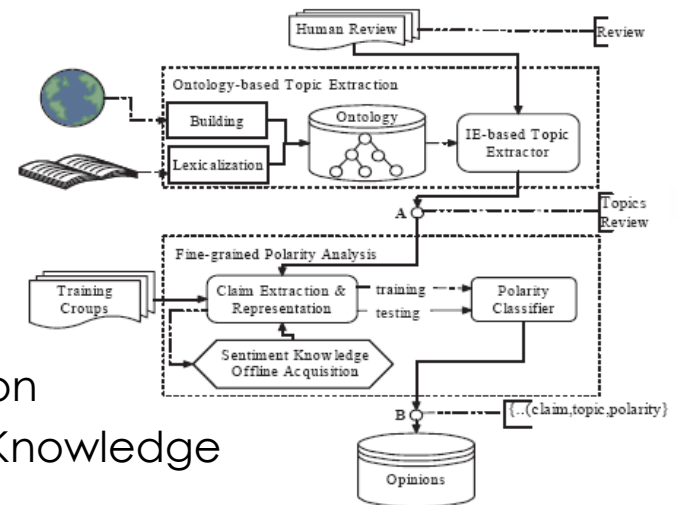 Human Review
Review
Ontology-based Topic Extraction
Building
Ontology
Lexicalization
IE-based Topic
Extractor
A
Topics
Review
Fine-grained Polarity Analysis
Training
Croups
Claim Extraction &
Representation
training
testing
Polarity
Classifier
Sentiment Knowledge
Offline Acquisition
on
Knowledge
B
{..(claim,topic,polarity}
Opinions